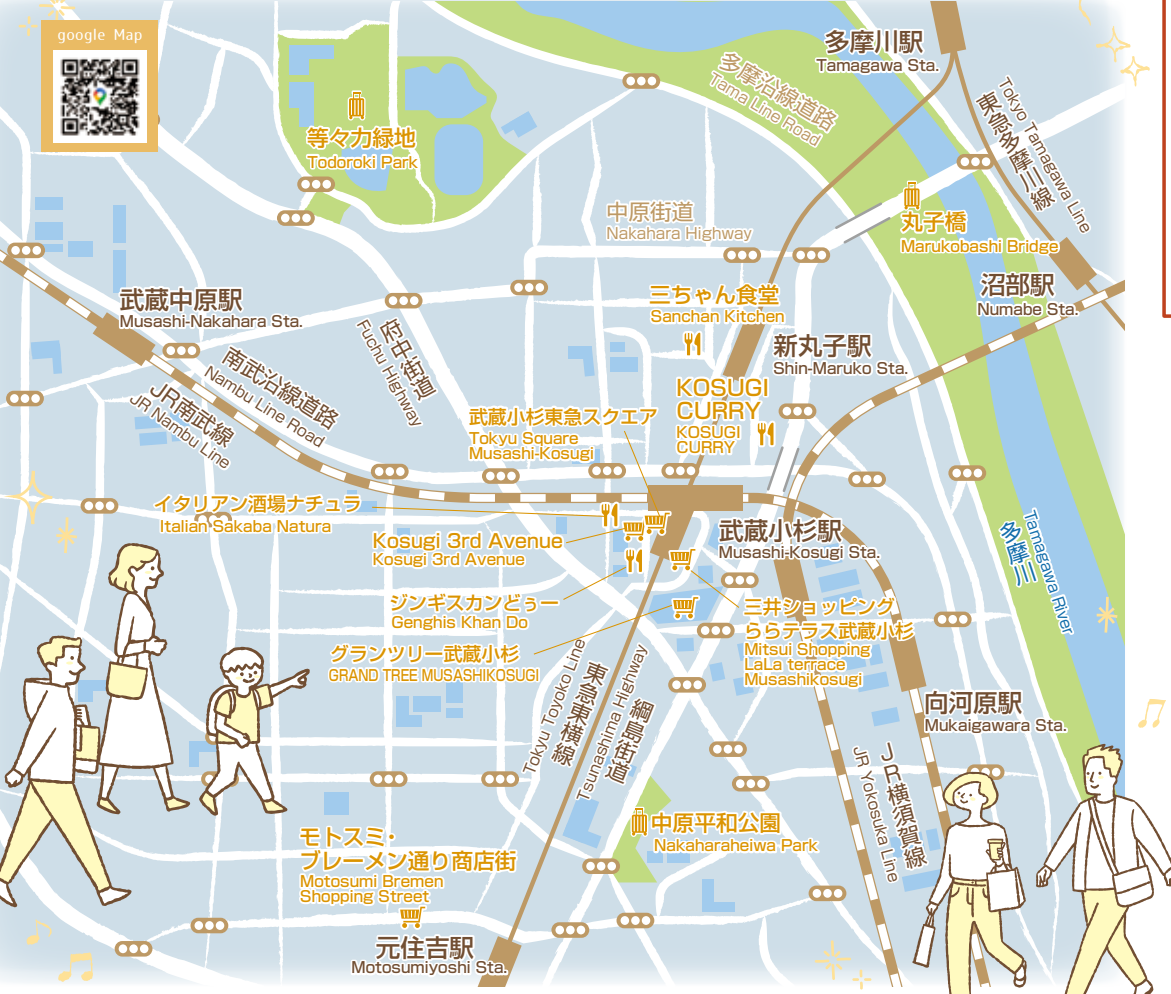 google Map
多摩川駅
Tamagawa Sta.
多摩沿線道路
Tama Line Road
Tokyo Tamagawa Line
東急多摩川線
等々力緑地
Todoroki Park
中原街道
Nakahara Highway
丸子橋
Marukobashi Bridge
沼部駅
Numabe Sta.
武蔵中原駅
Musashi-Nakahara Sta.
三ちゃん食堂
Sanchan Kitchen
府中街道
Fuchu Highway
新丸子駅
Shin-Maruko Sta.
南武沿線道路
Nambu Line Road
JR南武線
JR Nambu Line
KOSUGI
CURRY
KOSUGI
CURRY
武蔵小杉東急スクエア
Tokyu Square
Musashi-Kosugi
イタリアン酒場ナチュラ
Italian Sakaba Natura
Kosugi 3rd Avenue
Kosugi 3rd Avenue
武蔵小杉駅
Musashi-Kosugi Sta.
多摩川
Tamagawa River
ジンギスカンどぅー
Genghis Khan Do
三井ショッピング
ららテラス武蔵小杉
Mitsui Shopping
LaLa terrace
Musashikosugi
グランツリー武蔵小杉
GRAND TREE MUSASHIKOSUGI
Tokyu Toyoko Line
東急東横線
Tsunashima Highway
綱島街道
向河原駅
Mukaigawara Sta.
JR横須賀線
JR Yokosuka Line
中原平和公園
Nakaharaheiwa Park
モトスミ・
ブレーメン通り商店街
Motosumi Bremen
Shopping Street
元住吉駅
Motosumiyoshi Sta.